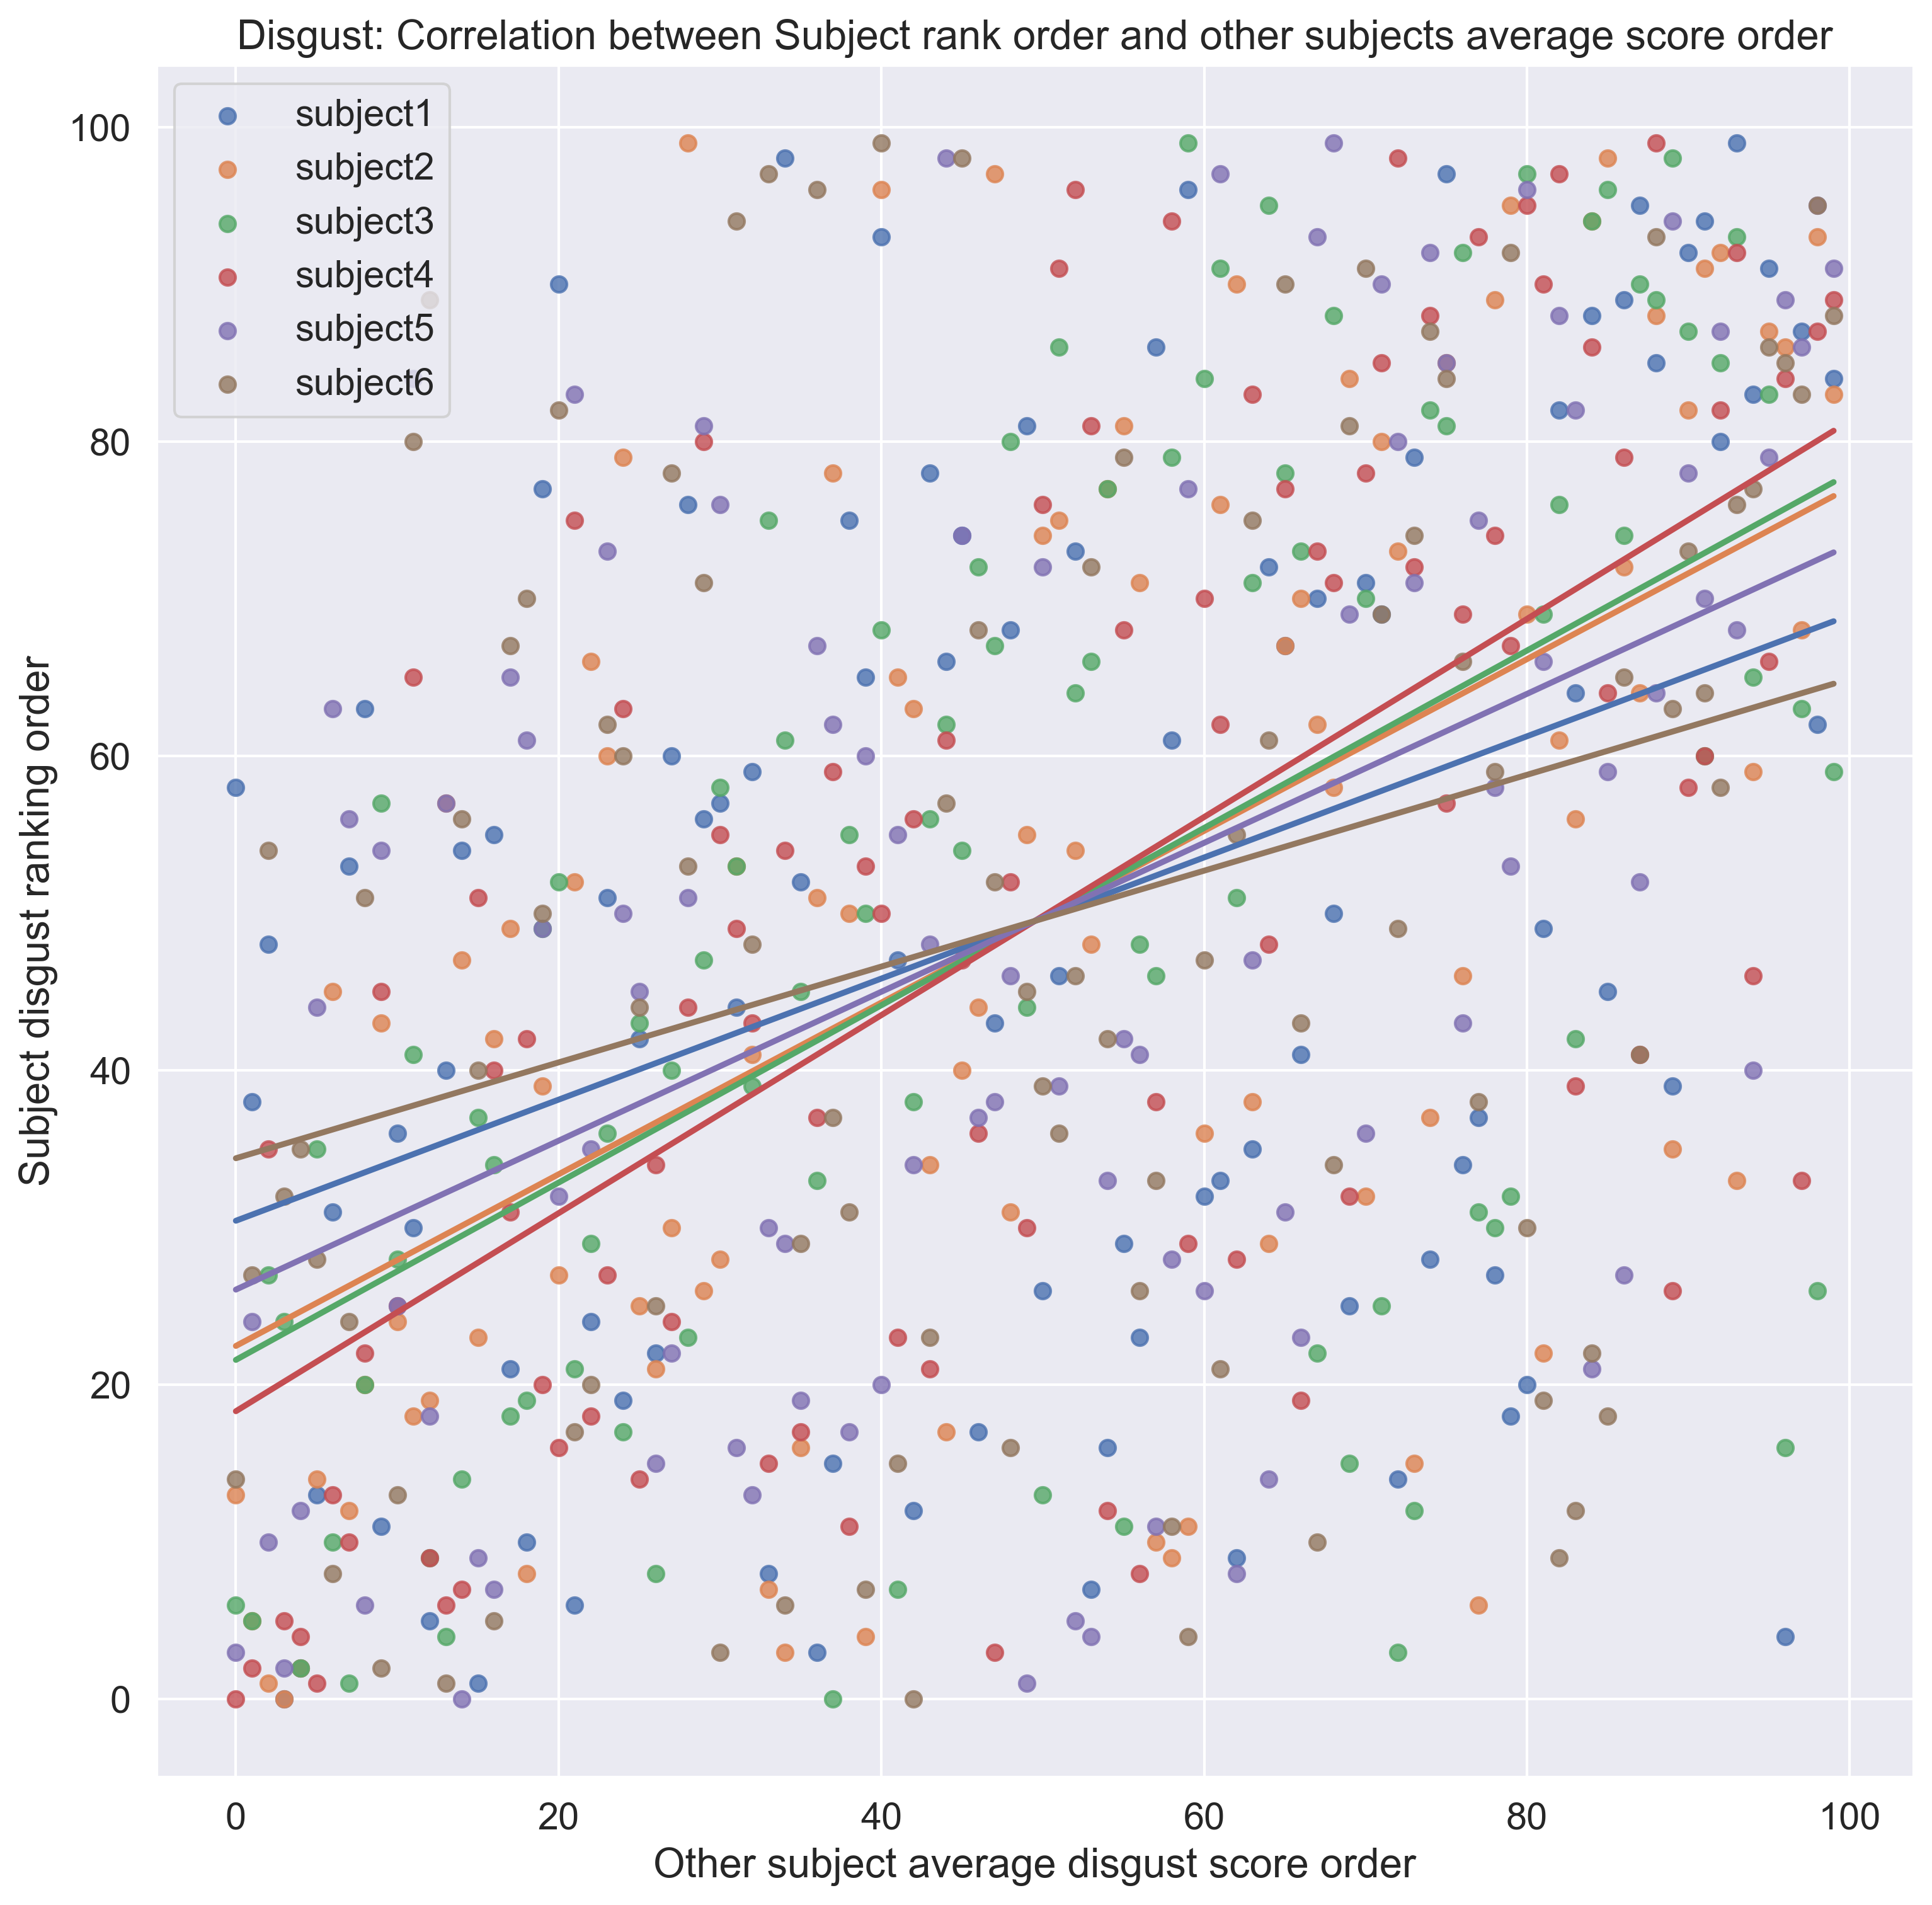 Disgust: Correlation between Subject rank order and other subjects average score order
subject1
subject2
subject3
subject4
subject5
subject6
100
80
60
40
20
0
Subject disgust ranking order
0 20 40 60 80 100
Other subject average disgust score order